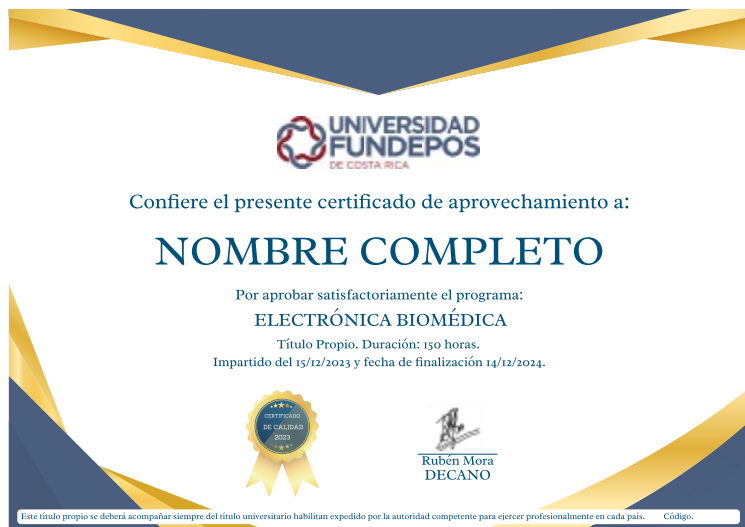 UNIVERSIDAD
FUNDEPOS
DE COSTA RICA
Confiere el presente certificado de aprovechamiento a:
NOMBRE COMPLETO
Por aprobar satisfactoriamente el programa:
ELECTRÓNICA BIOMÉDICA
Título Propio. Duración: 150 horas.
Impartido del 15/12/2023 y fecha de finalización 14/12/2024.
CERTIFICADO
DE CALIDAD
2023
Rubén Mora
DECANO
Este título propio se deberá acompañar siempre del título universitario habilitan expedido por la autoridad competente para ejercer profesionalmente en cada país. Código.